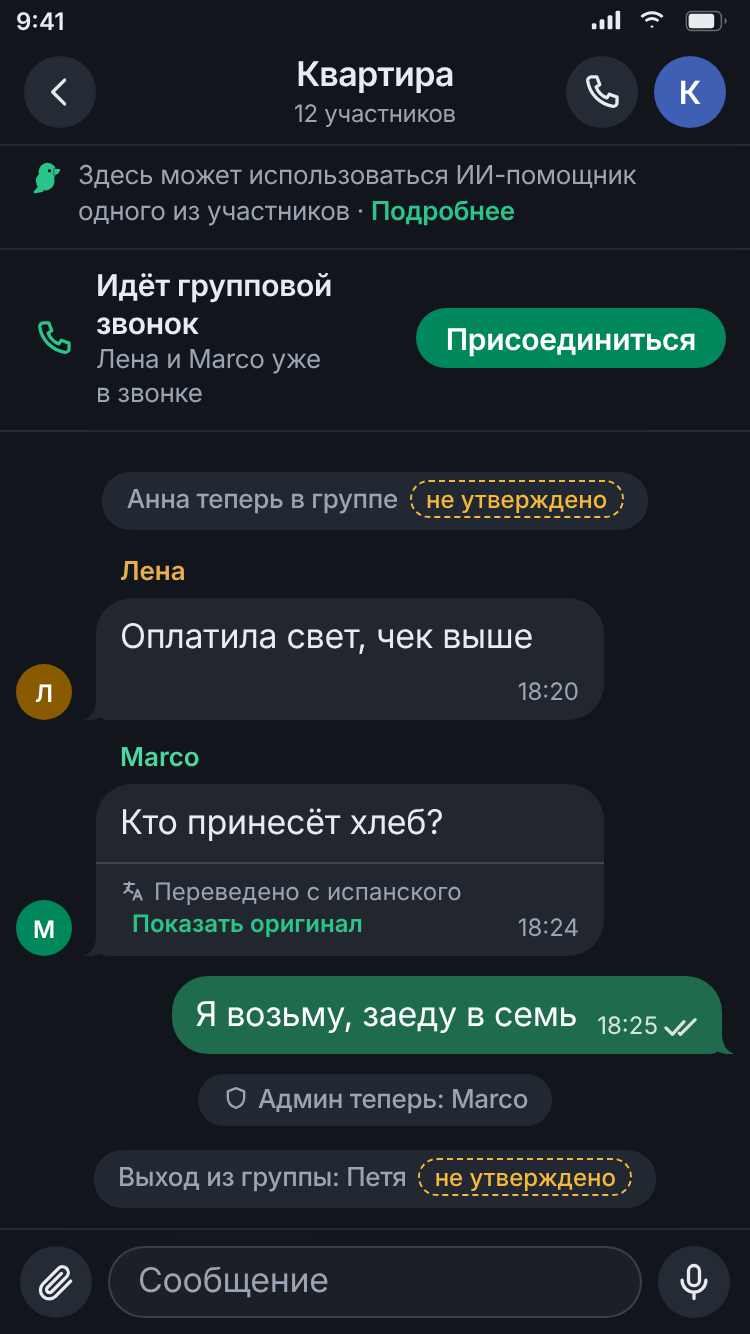 9:41
Квартира
12 участников
К
Здесь может использоваться ИИ-помощник
одного из участников · Подробнее
Идёт групповой
звонок
Лена и Marco уже
в звонке
Присоединиться
Анна теперь в группе не утверждено
Лена
Оплатила свет, чек выше
18:20
Л
Marco
Кто принесёт хлеб?
Переведено с испанского
Показать оригинал 18:24
М
Я возьму, заеду в семь 18:25
Админ теперь: Marco
Выход из группы: Петя не утверждено
Сообщение